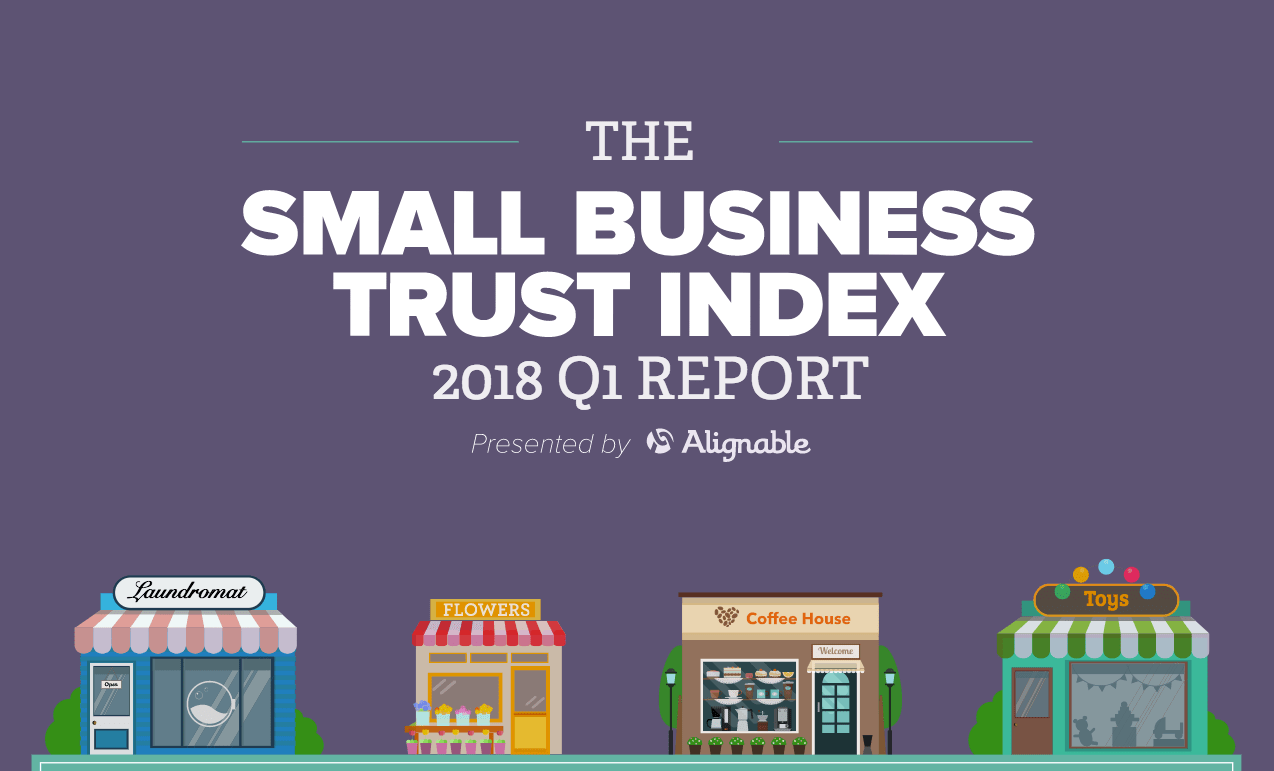 THE
SMALL BUSINESS
TRUST INDEX
2018 Q1 REPORT
Presented by Alignable
Laundromat
FLOWERS
Coffee House
Toys
Welcome
Open